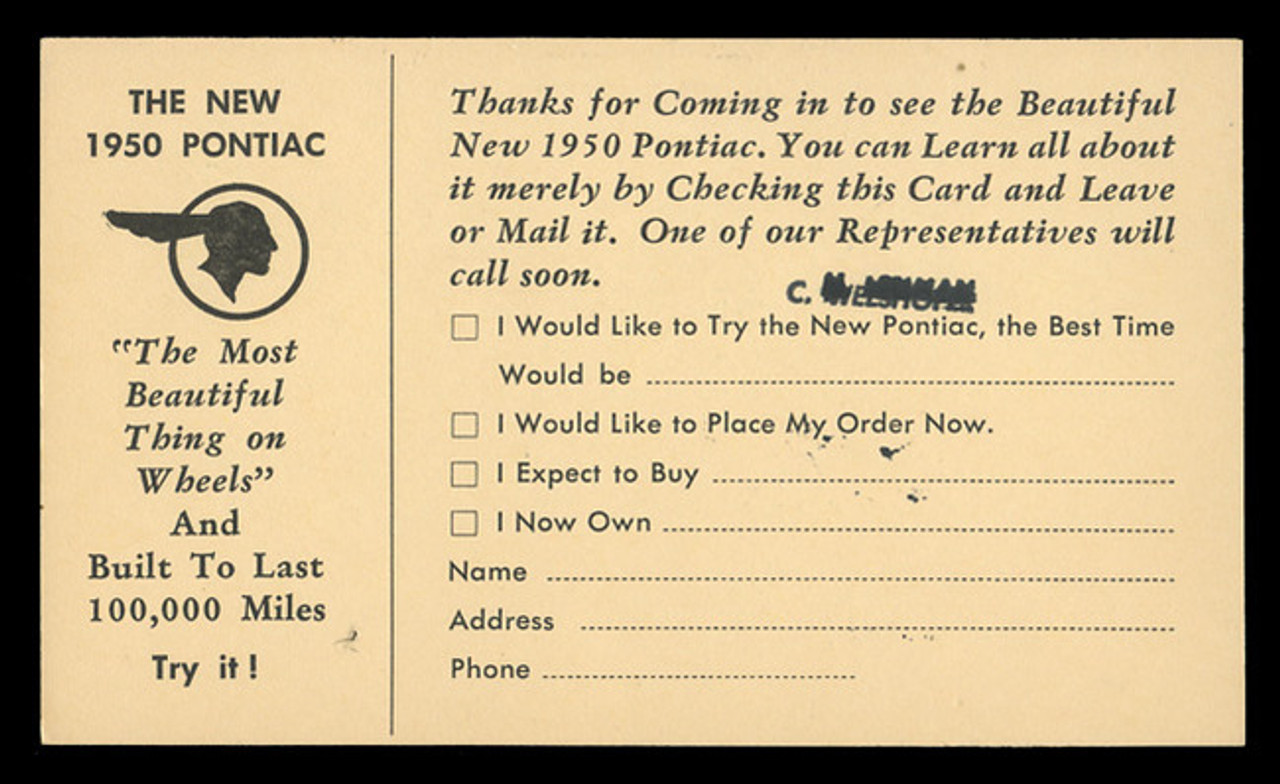 THE NEW
1950 PONTIAC
"The Most
Beautiful
Thing on
Wheels"
And
Built To Last
100,000 Miles
Try it!
Thanks for Coming in to see the Beautiful
New 1950 Pontiac. You can Learn all about
it merely by Checking this Card and Leave
or Mail it. One of our Representatives will
call soon.
C.
I Would Like to Try the New Pontiac, the Best Time
Would be
I Would Like to Place My Order Now.
I Expect to Buy
I Now Own
Name
Address
Phone